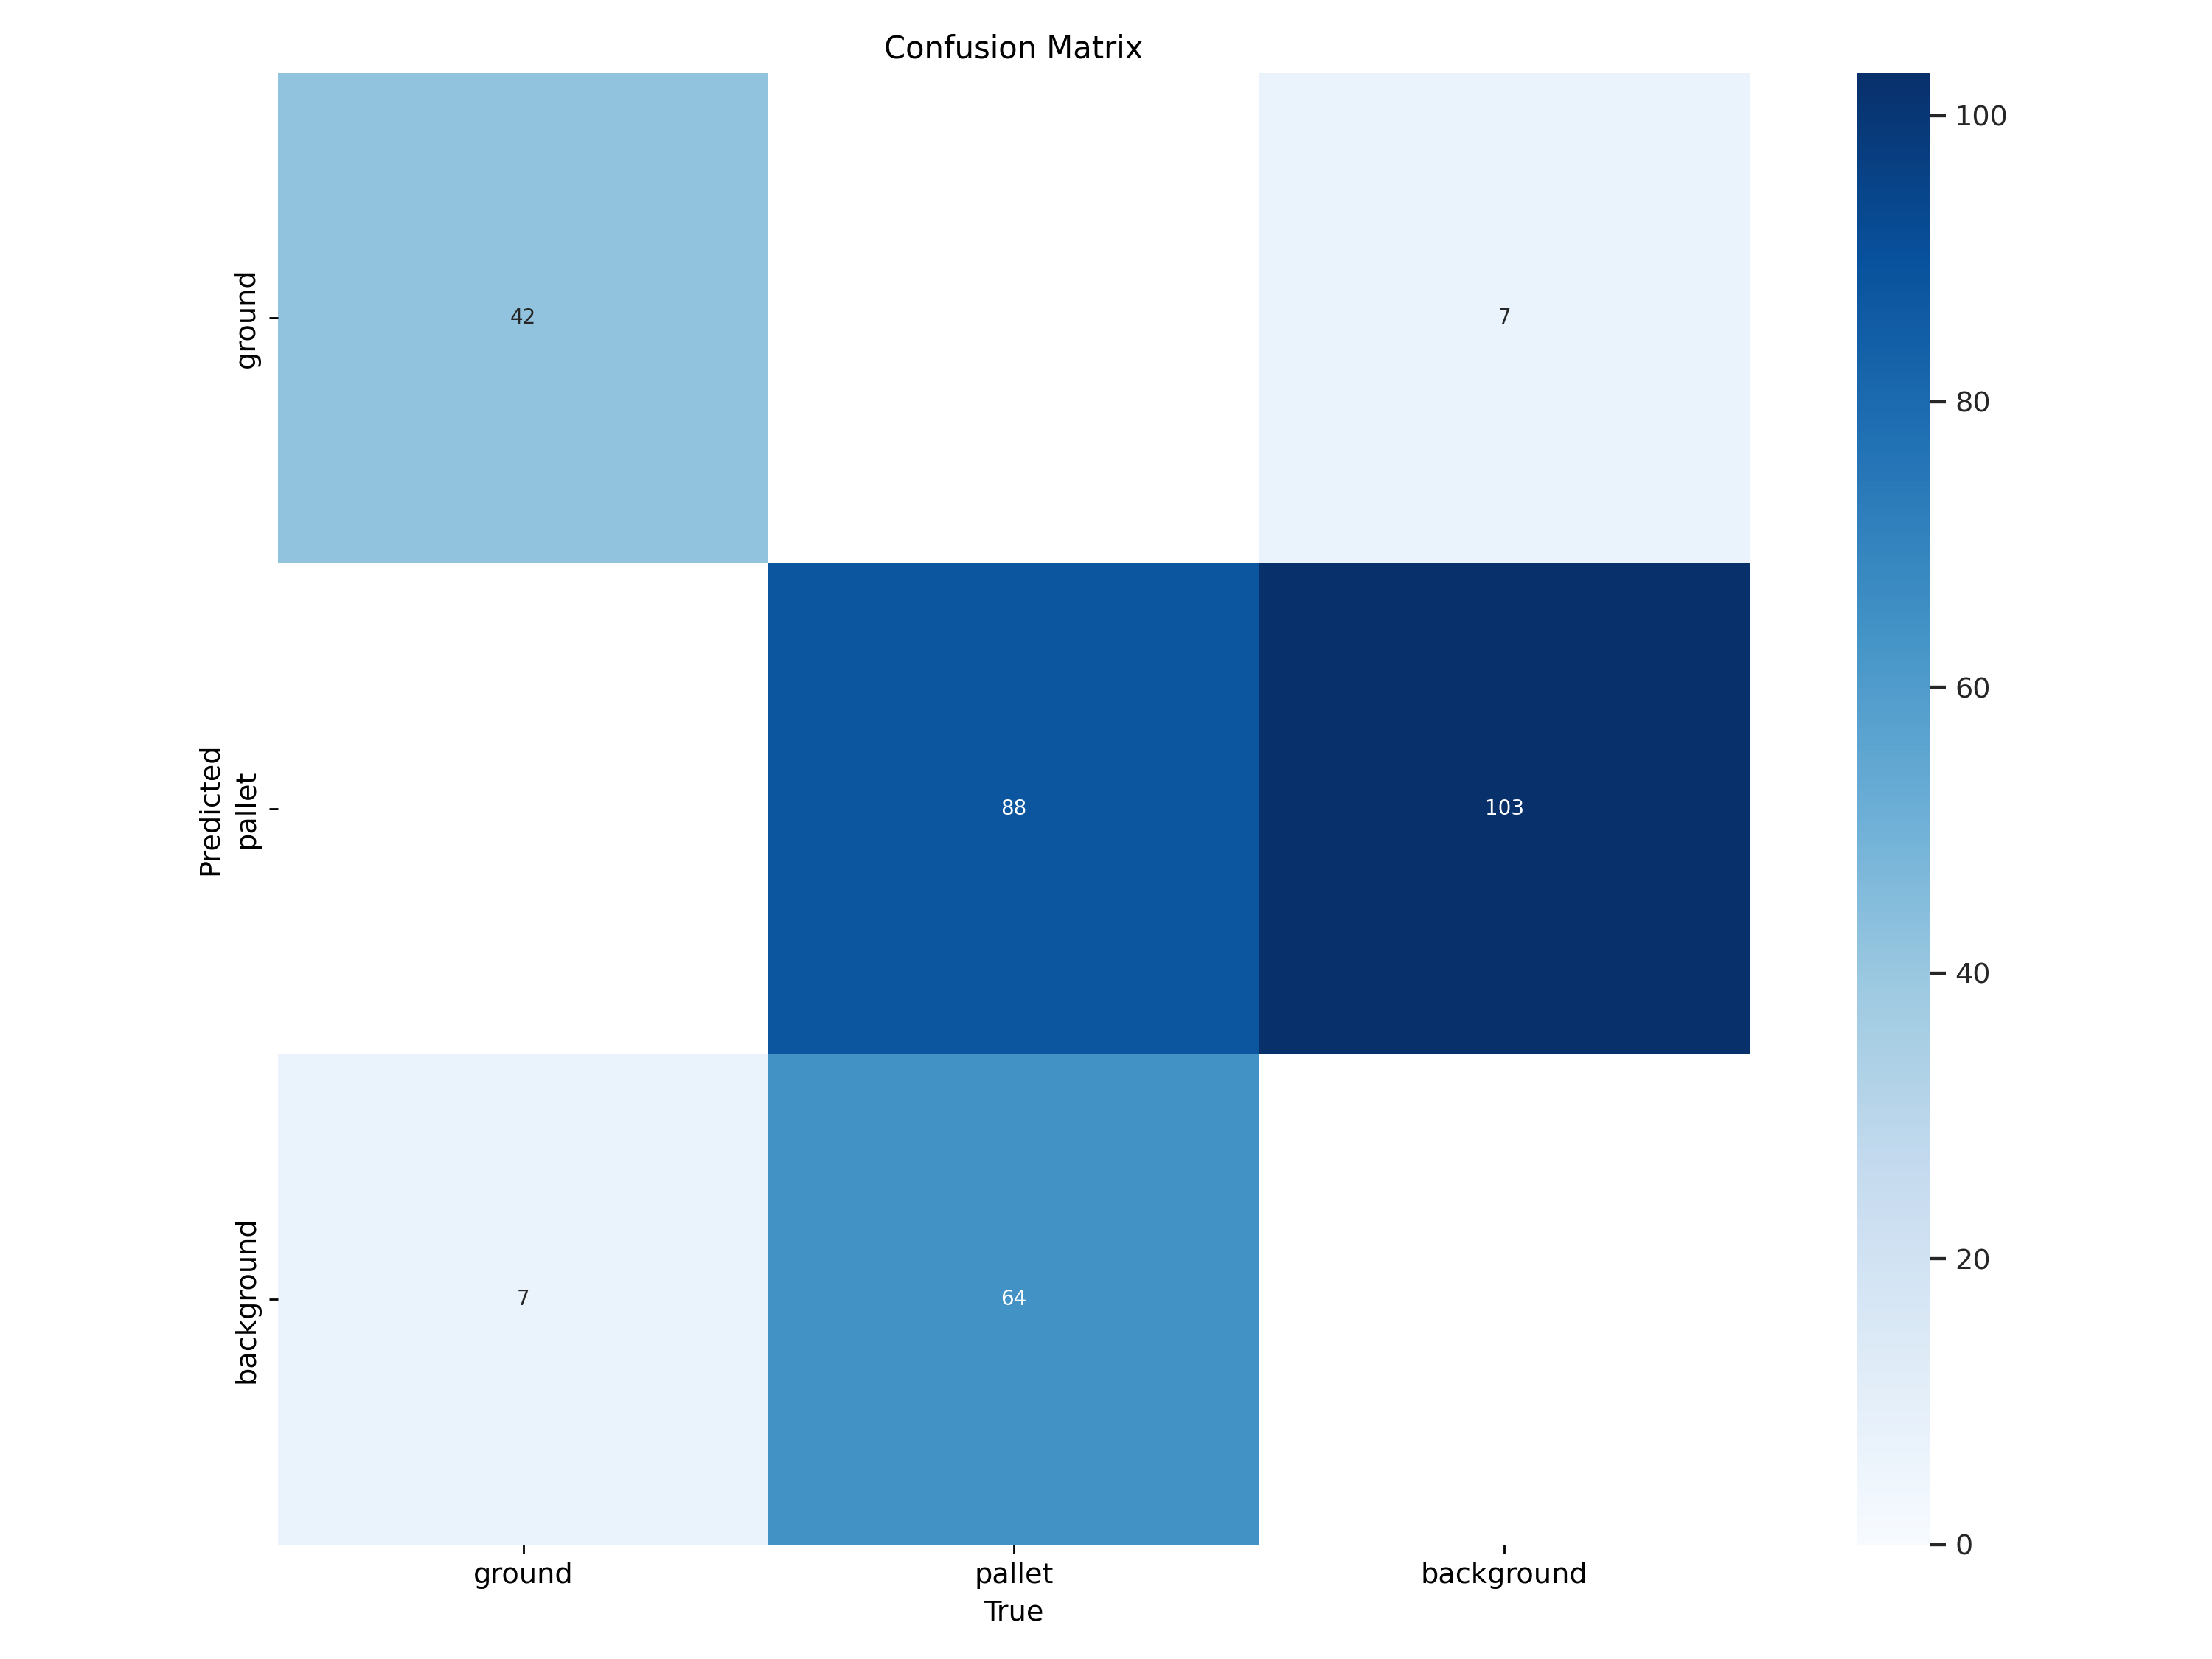 Confusion Matrix
ground
42
7
100
80
60
40
20
0
Predicted
pallet
88
103
background
7
64
ground
pallet
background
True